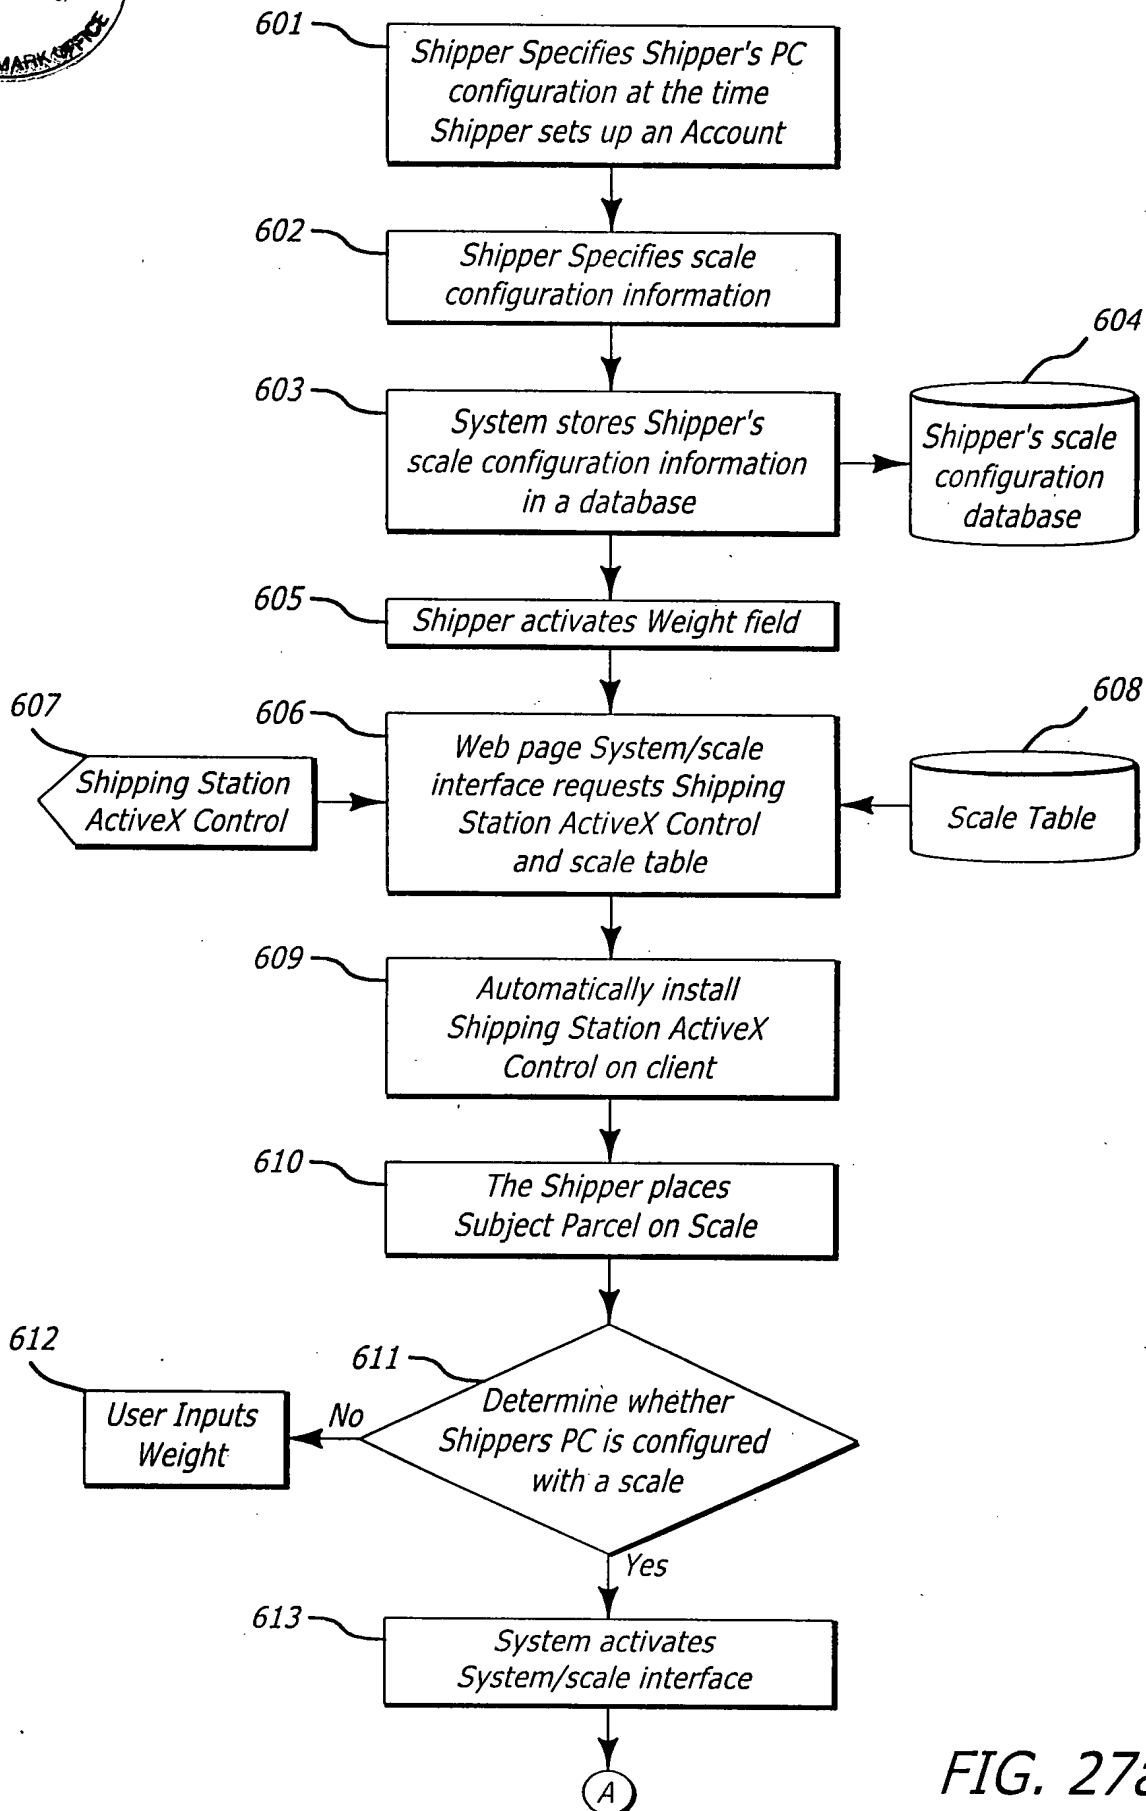 MARK OFFICE
601
Shipper Specifies Shipper's PC
configuration at the time
Shipper sets up an Account
602
Shipper Specifies scale
configuration information
603
System stores Shipper's
scale configuration information
in a database
604
Shipper's scale
configuration
database
605
Shipper activates Weight field
606
Web page System/scale
interface requests Shipping
Station ActiveX Control
and scale table
607
Shipping Station
ActiveX Control
608
Scale Table
609
Automatically install
Shipping Station ActiveX
Control on client
610
The Shipper places
Subject Parcel on Scale
611
Determine whether
Shippers PC is configured
with a scale
No
612
User Inputs
Weight
Yes
613
System activates
System/scale interface
A
FIG. 27a